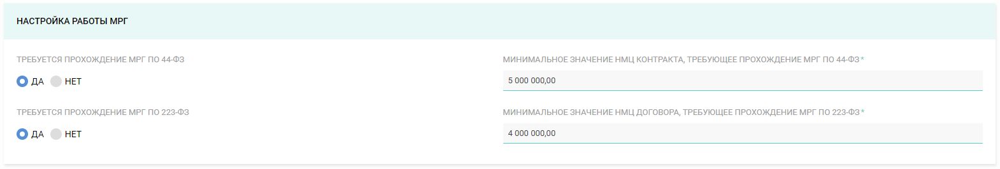 НАСТРОЙКА РАБОТЫ МРГ
ТРЕБУЕТСЯ ПРОХОЖДЕНИЕ МРГ ПО 44-ФЗ
МИНИМАЛЬНОЕ ЗНАЧЕНИЕ НМЦ КОНТРАКТА, ТРЕБУЮЩЕЕ ПРОХОЖДЕНИЕ МРГ ПО 44-ФЗ*
ДА НЕТ
5 000 000,00
ТРЕБУЕТСЯ ПРОХОЖДЕНИЕ МРГ ПО 223-ФЗ
МИНИМАЛЬНОЕ ЗНАЧЕНИЕ НМЦ ДОГОВОРА, ТРЕБУЮЩЕЕ ПРОХОЖДЕНИЕ МРГ ПО 223-ФЗ*
ДА НЕТ
4 000 000,00